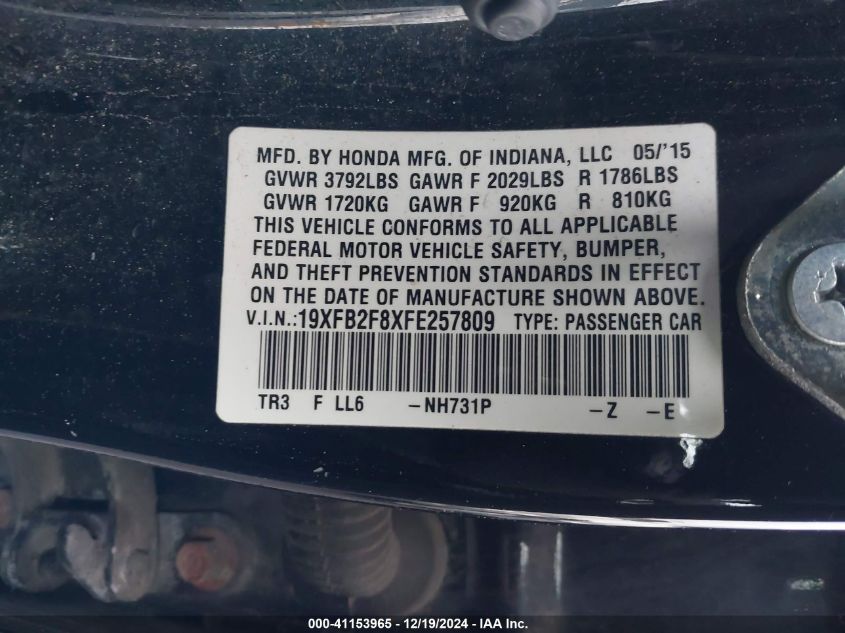 MFD. BY HONDA MFG. OF INDIANA, LLC 05/'15
GVWR 3792LBS GAWR F 2029LBS R 1786LBS
GVWR 1720KG GAWR F 920KG R 810KG
THIS VEHICLE CONFORMS TO ALL APPLICABLE
FEDERAL MOTOR VEHICLE SAFETY, BUMPER,
AND THEFT PREVENTION STANDARDS IN EFFECT
ON THE DATE OF MANUFACTURE SHOWN ABOVE.
V.I.N.:19XFB2F8XFE257809 TYPE: PASSENGER CAR
TR3 F LL6 -NH731P -Z -E
000-41153965 - 12/19/2024 - IAA Inc.